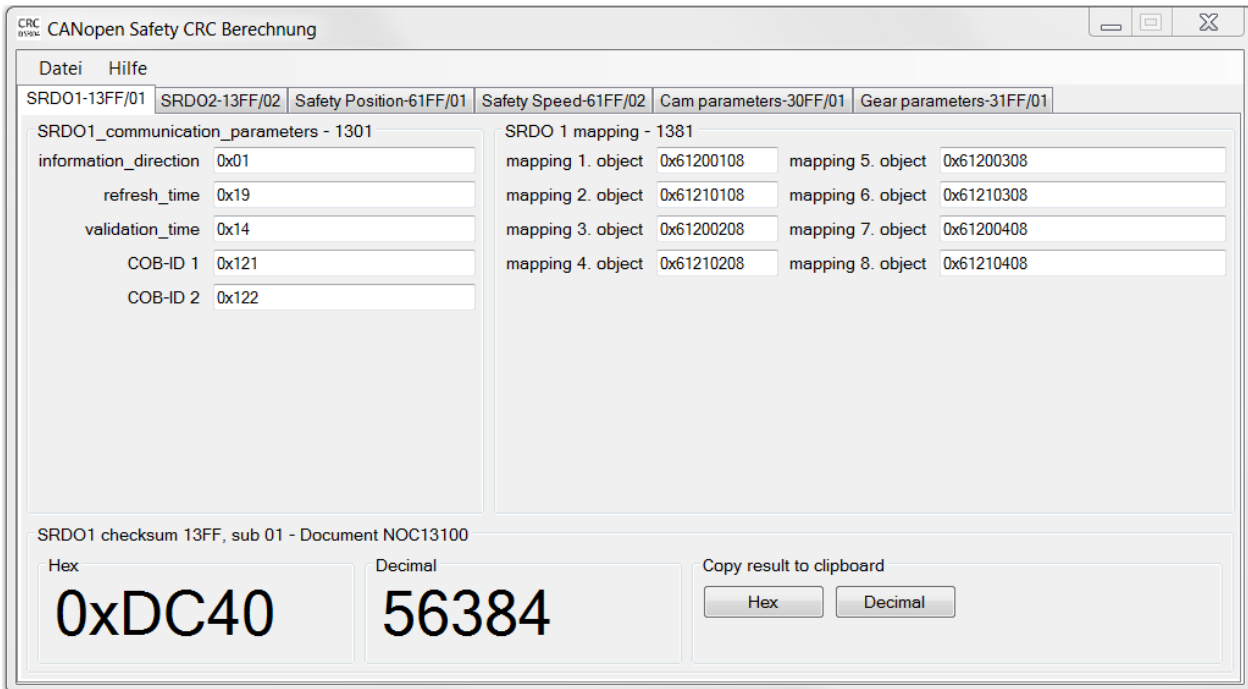 CRC CANopen Safety CRC Berechnung
Datei Hilfe
SRDO1-13FF/01 SRDO2-13FF/02 Safety Position-61FF/01 Safety Speed-61FF/02 Cam parameters-30FF/01 Gear parameters-31FF/01
SRDO1_communication_parameters - 1301
information_direction 0x01
refresh_time 0x19
validation_time 0x14
COB-ID 1 0x121
COB-ID 2 0x122
SRDO 1 mapping - 1381
mapping 1. object 0x61200108 mapping 5. object 0x61200308
mapping 2. object 0x61210108 mapping 6. object 0x61210308
mapping 3. object 0x61200208 mapping 7. object 0x61200408
mapping 4. object 0x61210208 mapping 8. object 0x61210408
SRDO1 checksum 13FF, sub 01 - Document NOC13100
Hex
0xDC40
Decimal
56384
Copy result to clipboard
Hex Decimal